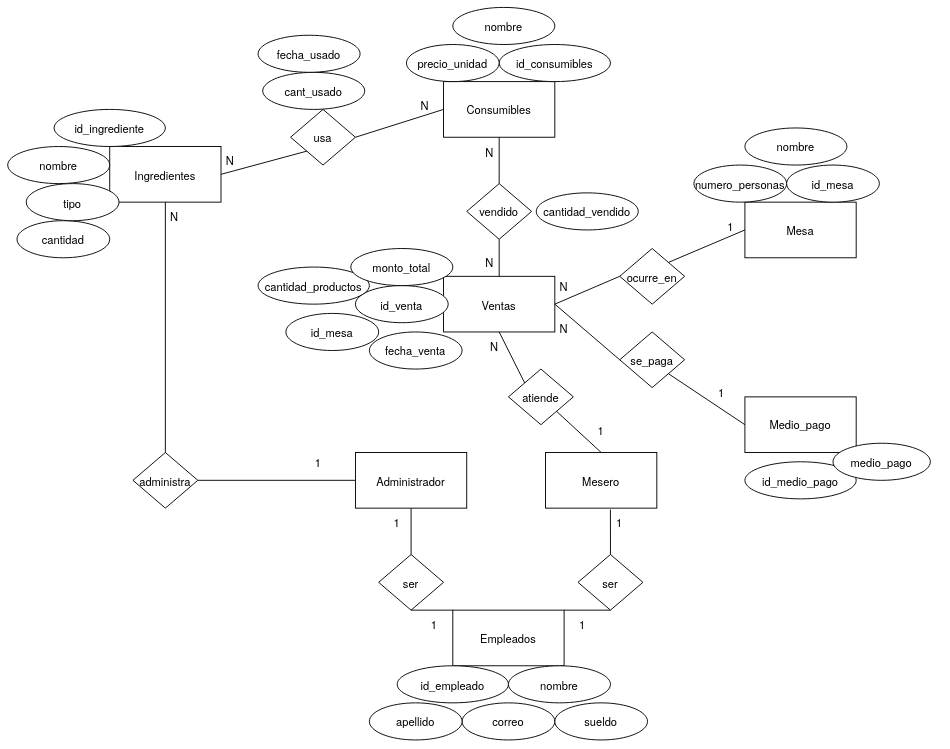 nombre
fecha_usado
precio_unidad
id_consumibles
cant_usado
N
Consumibles
id_ingrediente
usa
nombre
N
N
nombre
Ingredientes
numero_personas
id_mesa
tipo
vendido
cantidad_vendido
N
1
Mesa
cantidad
N
monto_total
ocurre_en
cantidad_productos
N
id_venta
Ventas
id_mesa
N
N
fecha_venta
se_paga
1
atiende
Medio_pago
1
1
medio_pago
administra
Administrador
Mesero
id_medio_pago
1
1
ser
ser
1
1
Empleados
id_empleado
nombre
apellido
correo
sueldo